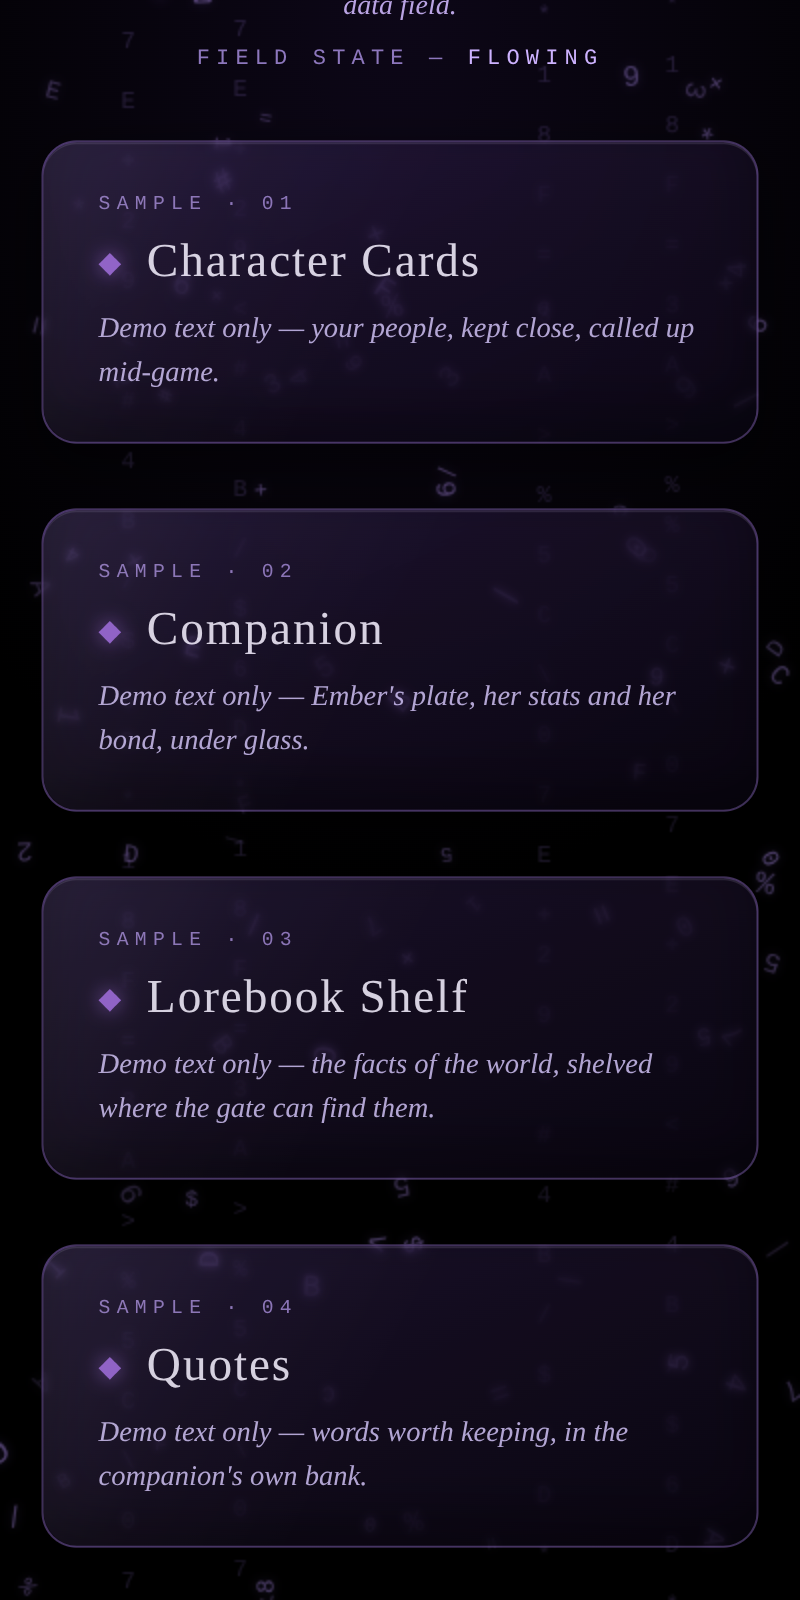 data field.
FIELD STATE — FLOWING
SAMPLE · 01
◆ Character Cards
Demo text only — your people, kept close, called up
mid-game.
SAMPLE · 02
◆ Companion
Demo text only — Ember's plate, her stats and her
bond, under glass.
SAMPLE · 03
◆ Lorebook Shelf
Demo text only — the facts of the world, shelved
where the gate can find them.
SAMPLE · 04
◆ Quotes
Demo text only — words worth keeping, in the
companion's own bank.